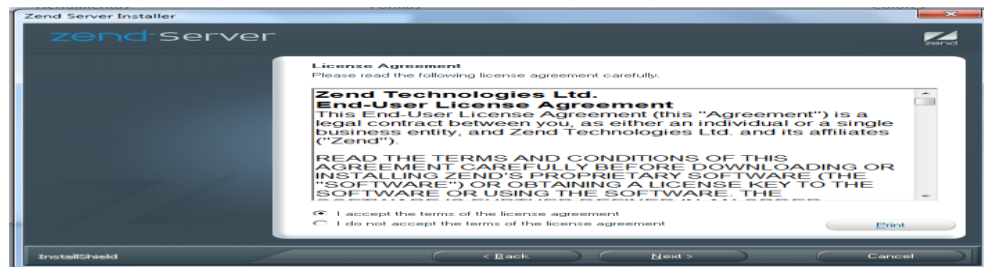 Zend Server Installer
zend Server
zend
License Agreement
Please read the following license agreement carefully.
Zend Technologies Ltd.
End-User License Agreement
This End-User License Agreement (this "Agreement") is a
legal contract between you, as either an individual or a single
business entity, and Zend Technologies Ltd. and its affiliates
("Zend").
READ THE TERMS AND CONDITIONS OF THIS
AGREEMENT CAREFULLY BEFORE DOWNLOADING OR
INSTALLING ZEND'S PROPRIETARY SOFTWARE (THE
"SOFTWARE") OR OBTAINING A LICENSE KEY TO THE
SOFTWARE OR USING THE SOFTWARE. THE
I accept the terms of the license agreement
I do not accept the terms of the license agreement
Print
InstallShield
< Back
Next >
Cancel